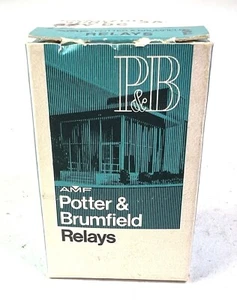 RELAYS
P&B
AMF
Potter &
Brumfield
Relays